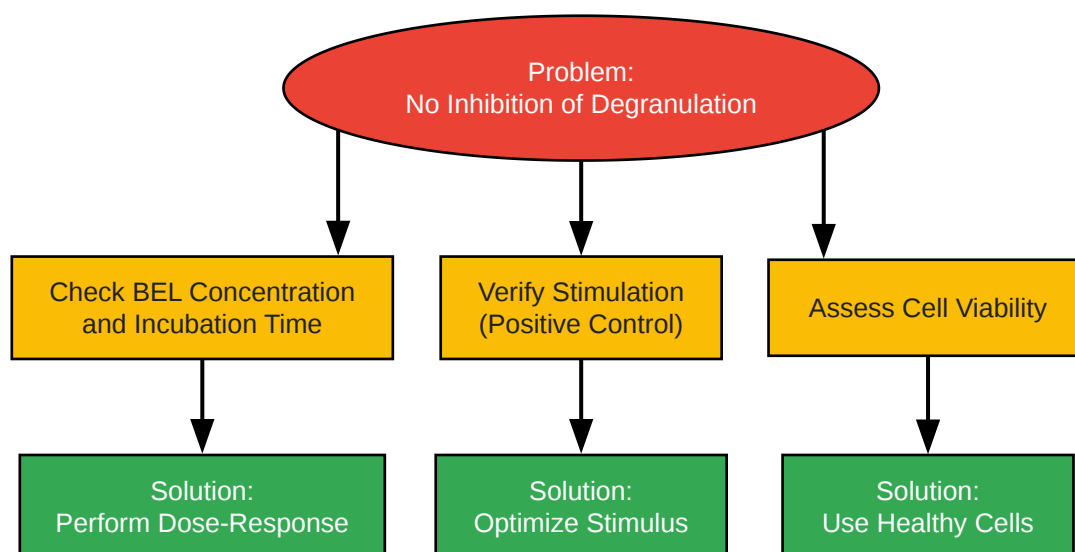 Problem:
No Inhibition of Degranulation
Check BEL Concentration
and Incubation Time
Verify Stimulation
(Positive Control)
Assess Cell Viability
Solution:
Perform Dose-Response
Solution:
Optimize Stimulus
Solution:
Use Healthy Cells